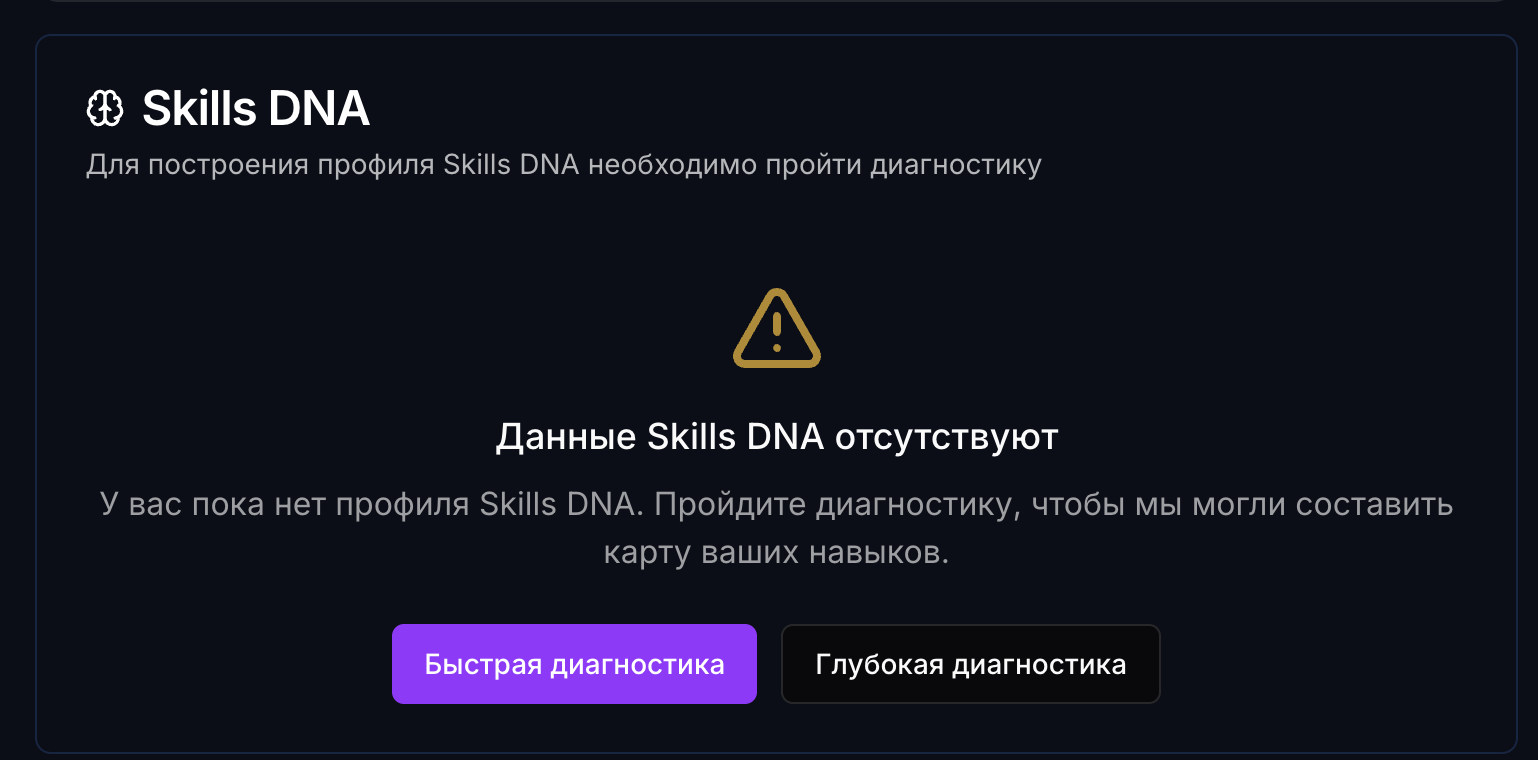 Skills DNA
Для построения профиля Skills DNA необходимо пройти диагностику
Данные Skills DNA отсутствуют
У вас пока нет профиля Skills DNA. Пройдите диагностику, чтобы мы могли составить
карту ваших навыков.
Быстрая диагностика
Глубокая диагностика